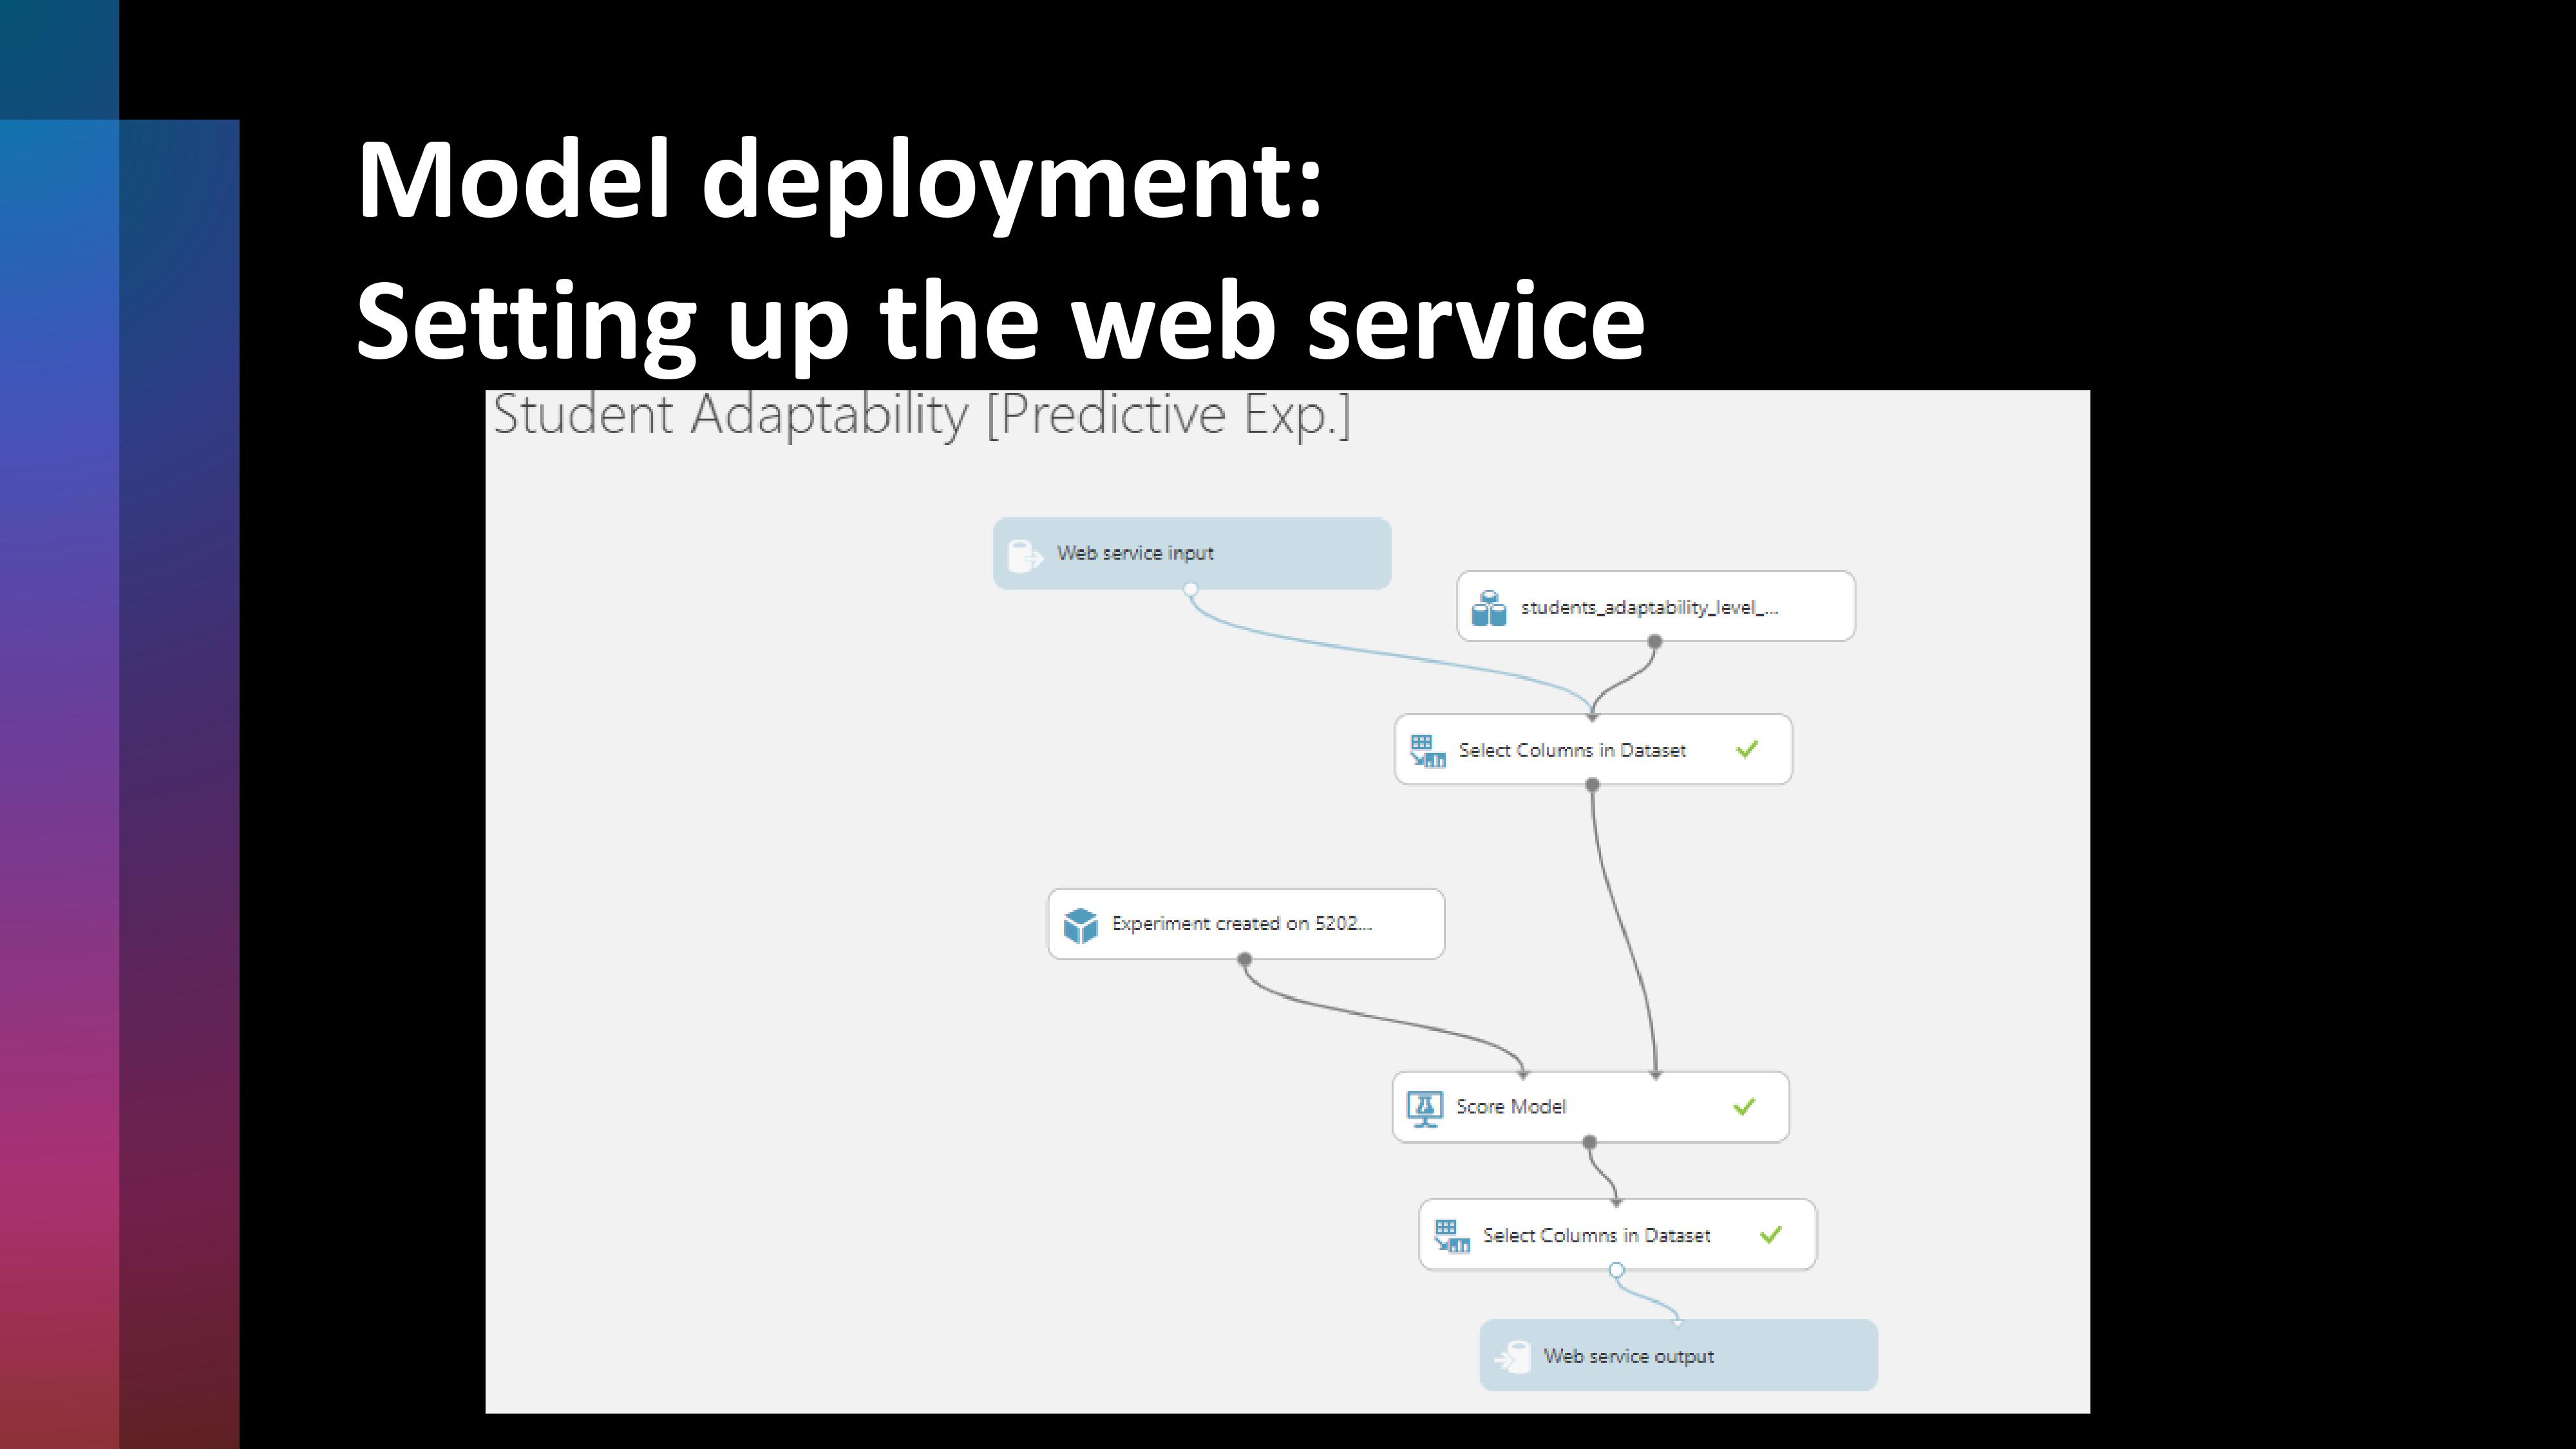 Model deployment:
Setting up the web service
Student Adaptability [Predictive Exp.]
Web service input
students_adaptability_level_...
Select Columns in Dataset
Experiment created on 5202....
Score Model
Select Columns in Dataset
Web service output